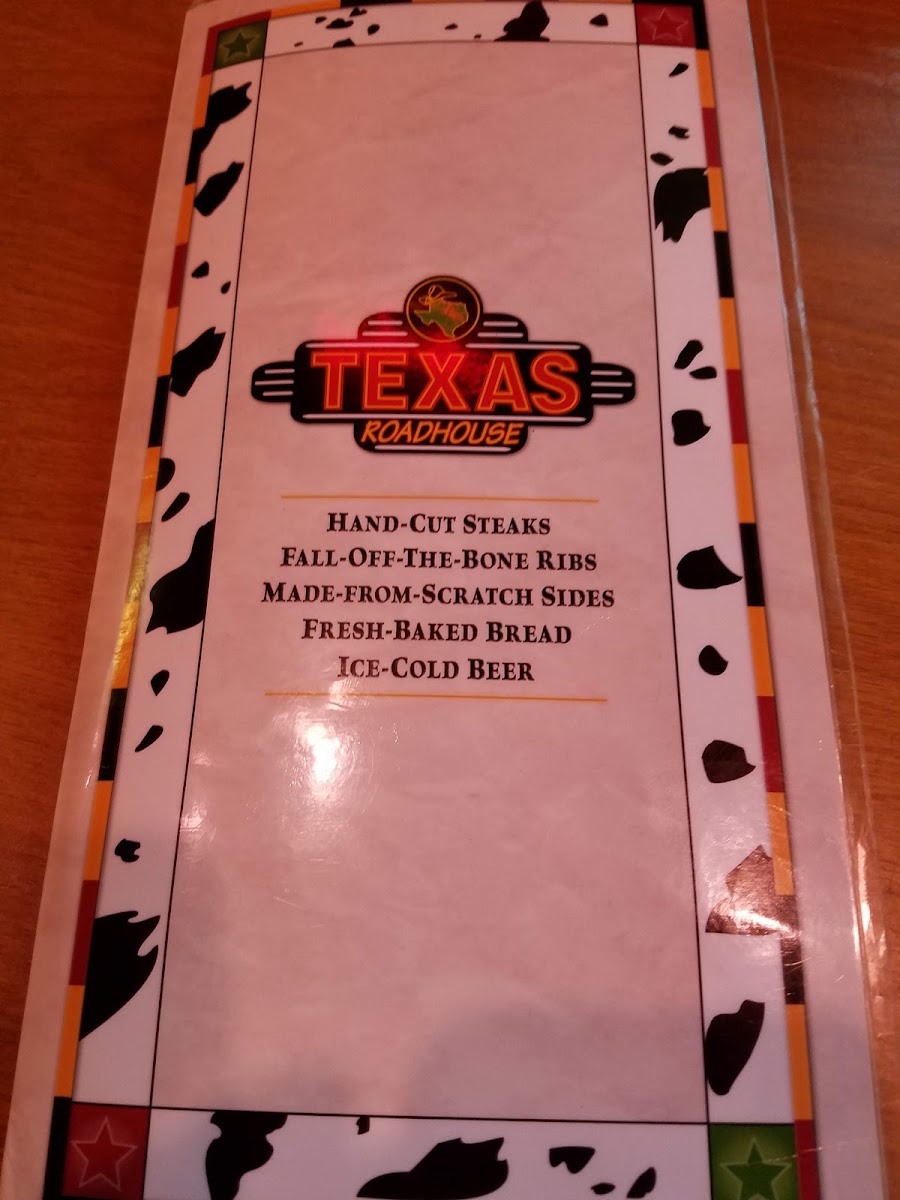 TEXAS
ROADHOUSE
HAND-CUT STEAKS
FALL-OFF-THE-BONE RIBS
MADE-FROM-SCRATCH SIDES
FRESH-BAKED BREAD
ICE-COLD BEER